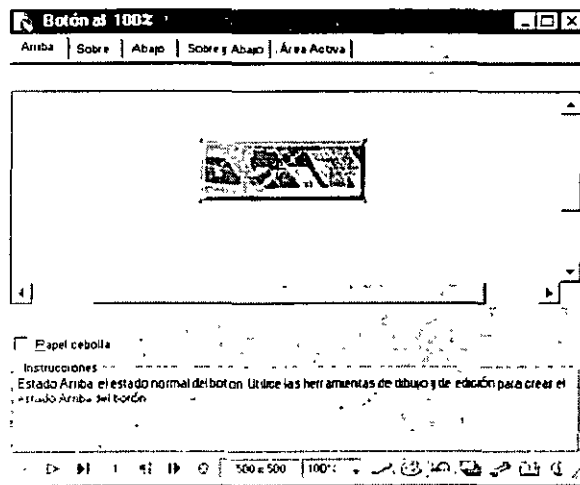 Botón al 100%
Arriba Sobre Abajo Sobre y Abajo Área Activa
Papel cebolla
Instrucciones
Estado Arriba el estado normal del boton. Utilice las herramientas de dibujo y de edición para crear el
estado Arriba del botón
1 500 x 500 100%